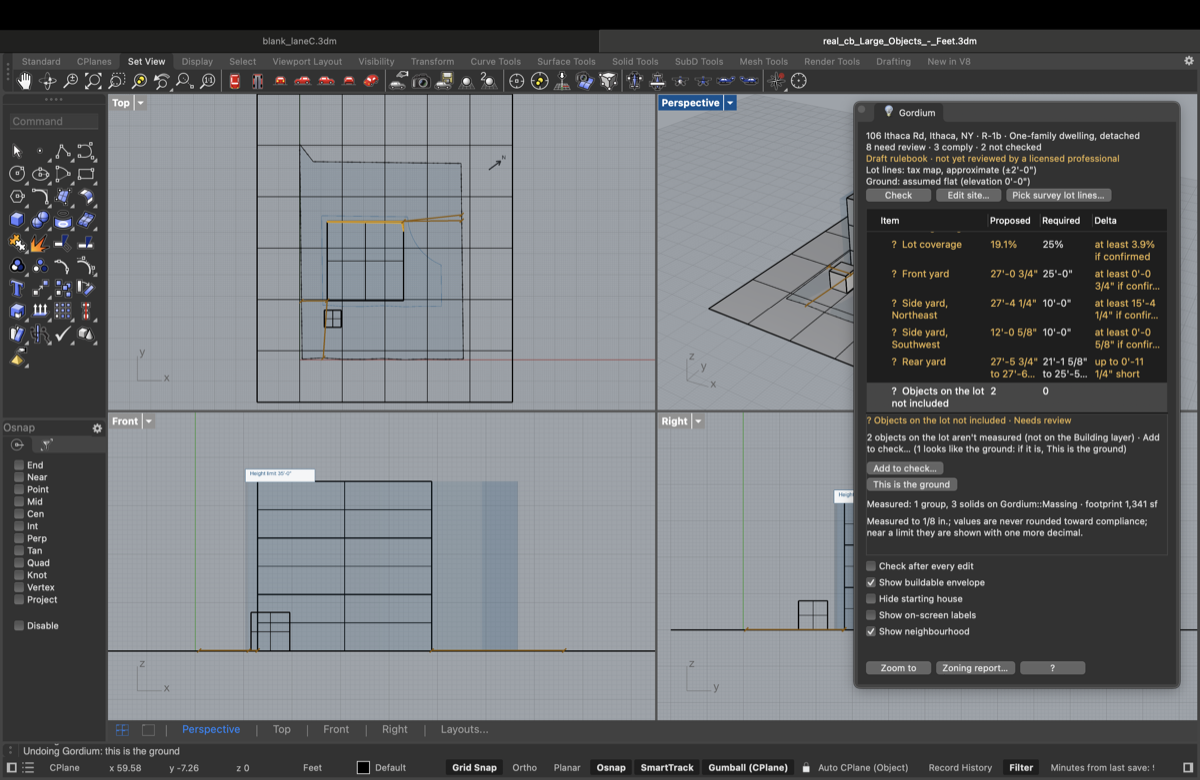 blank_laneC.3dm
real_cb_Large_Objects_-_Feet.3dm
Standard CPlanes Set View Display Select Viewport Layout Visibility Transform Curve Tools Surface Tools Solid Tools SubD Tools Mesh Tools Render Tools Drafting New in V8
Command
Top
N
y
x
Perspective
z
y
x
Front
Height limit 35'-0"
z
x
Right
Height
z
y
Osnap
End
Near
Point
Mid
Cen
Int
Perp
Tan
Quad
Knot
Vertex
Project
Disable
Gordium
106 Ithaca Rd, Ithaca, NY · R-1b · One-family dwelling, detached
8 need review · 3 comply · 2 not checked
Draft rulebook · not yet reviewed by a licensed professional
Lot lines: tax map, approximate (±2'-0")
Ground: assumed flat (elevation 0'-0")
Check Edit site... Pick survey lot lines...
Item Proposed Required Delta
? Lot coverage 19.1% 25% at least 3.9%
if confirmed
? Front yard 27'-0 3/4" 25'-0" at least 0'-0
3/4" if confir...
? Side yard, 27'-4 1/4" 10'-0" at least 15'-4
Northeast 1/4" if confir...
? Side yard, 12'-0 5/8" 10'-0" at least 0'-0
Southwest 5/8" if confir...
? Rear yard 27'-5 3/4" 21'-1 5/8" up to 0'-11
to 27'-6... to 25'-5... 1/4" short
? Objects on the lot 2 0
not included
? Objects on the lot not included · Needs review
2 objects on the lot aren't measured (not on the Building layer) · Add
to check... (1 looks like the ground: if it is, This is the ground)
Add to check...
This is the ground
Measured: 1 group, 3 solids on Gordium::Massing · footprint 1,341 sf
Measured to 1/8 in.; values are never rounded toward compliance;
near a limit they are shown with one more decimal.
Check after every edit
Show buildable envelope
Hide starting house
Show on-screen labels
Show neighbourhood
Zoom to Zoning report... ?
Perspective Top Front Right Layouts...
Undoing Gordium: this is the ground
CPlane x 59.58 y -7.26 z 0 Feet Default Grid Snap Ortho Planar Osnap SmartTrack Gumball (CPlane) Auto CPlane (Object) Record History Filter Minutes from last save: !